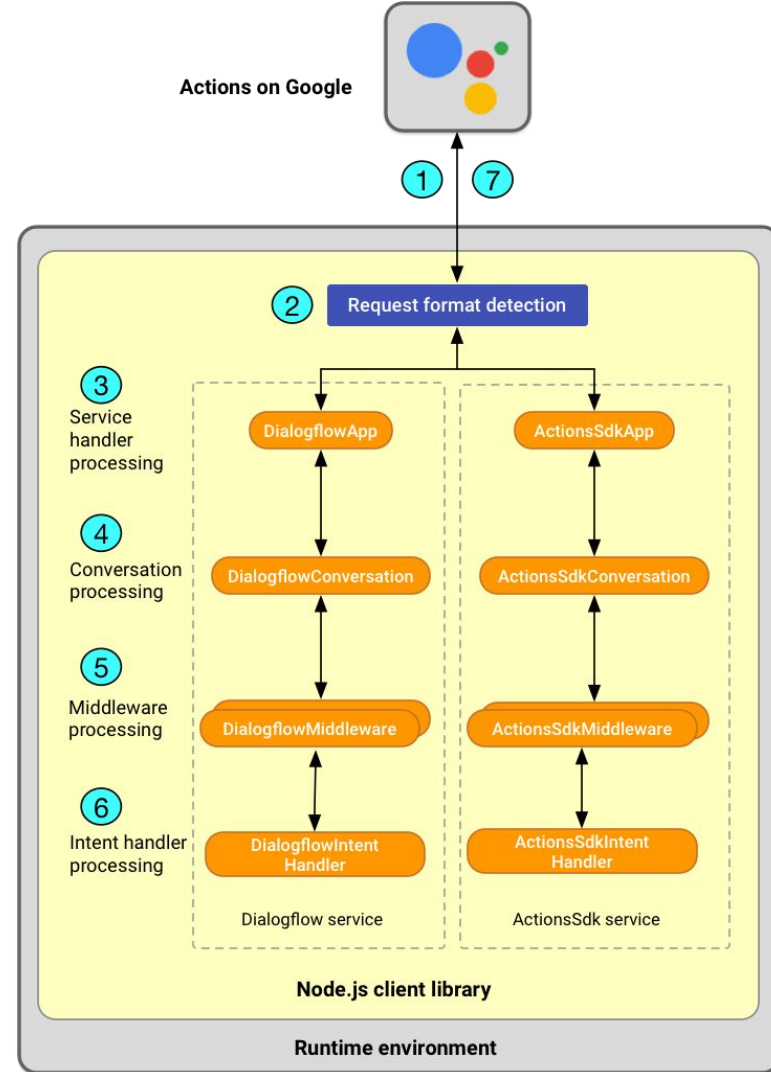 Actions on Google
1
7
2
Request format detection
3
Service
handler
processing
DialogflowApp
ActionsSdkApp
4
Conversation
processing
DialogflowConversation
ActionsSdkConversation
5
Middleware
processing
DialogflowMiddleware
ActionsSdkMiddleware
6
Intent handler
processing
DialogflowIntent
Handler
ActionsSdkIntent
Handler
Dialogflow service
ActionsSdk service
Node.js client library
Runtime environment